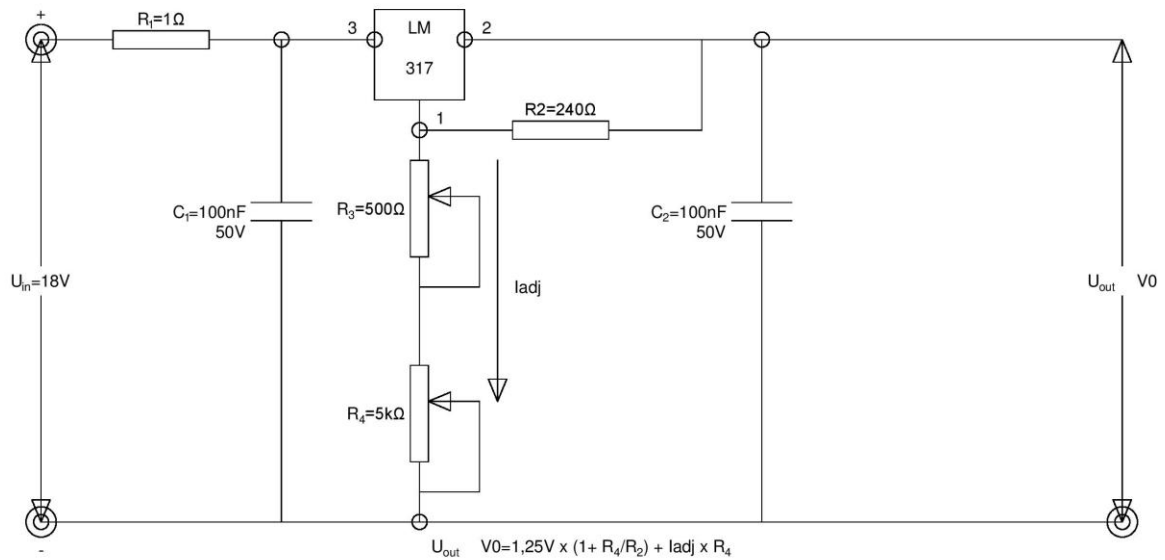 +
R₁=1Ω
3
LM
317
2
1
R2=240Ω
R₃=500Ω
C₁=100nF
50V
C₂=100nF
50V
Uᵢₙ=18V
Iadj
Uₒᵤₜ V0
R₄=5kΩ
-
Uₒᵤₜ V0=1,25V x (1+ R₄/R₂) + Iadj x R₄